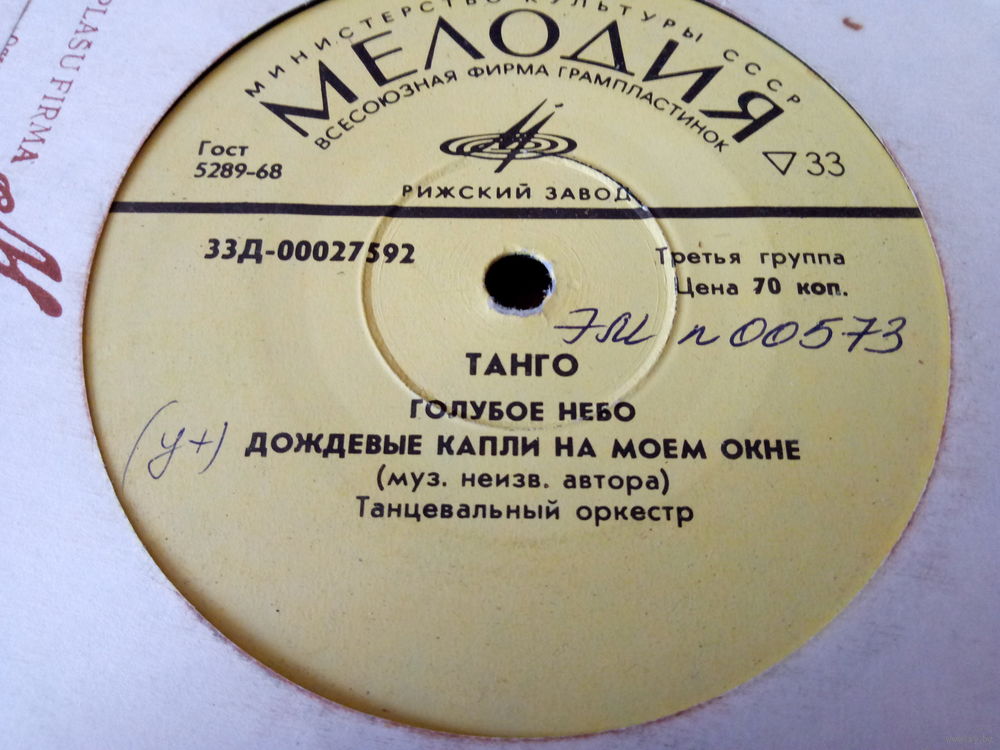 МИНИСТЕРСТВО КУЛЬТУРЫ СССР
МЕЛОДИЯ
ВСЕСОЮЗНАЯ ФИРМА ГРАМПЛАСТИНОК
Гост
5289-68
33
РИЖСКИЙ ЗАВОД
33Д-00027592
Третья группа
Цена 70 коп.
п 00573
ТАНГО
ГОЛУБОЕ НЕБО
(у+) ДОЖДЕВЫЕ КАПЛИ НА МОЕМ ОКНЕ
(муз. неизв. автора)
Танцевальный оркестр
PLASU FIRMA